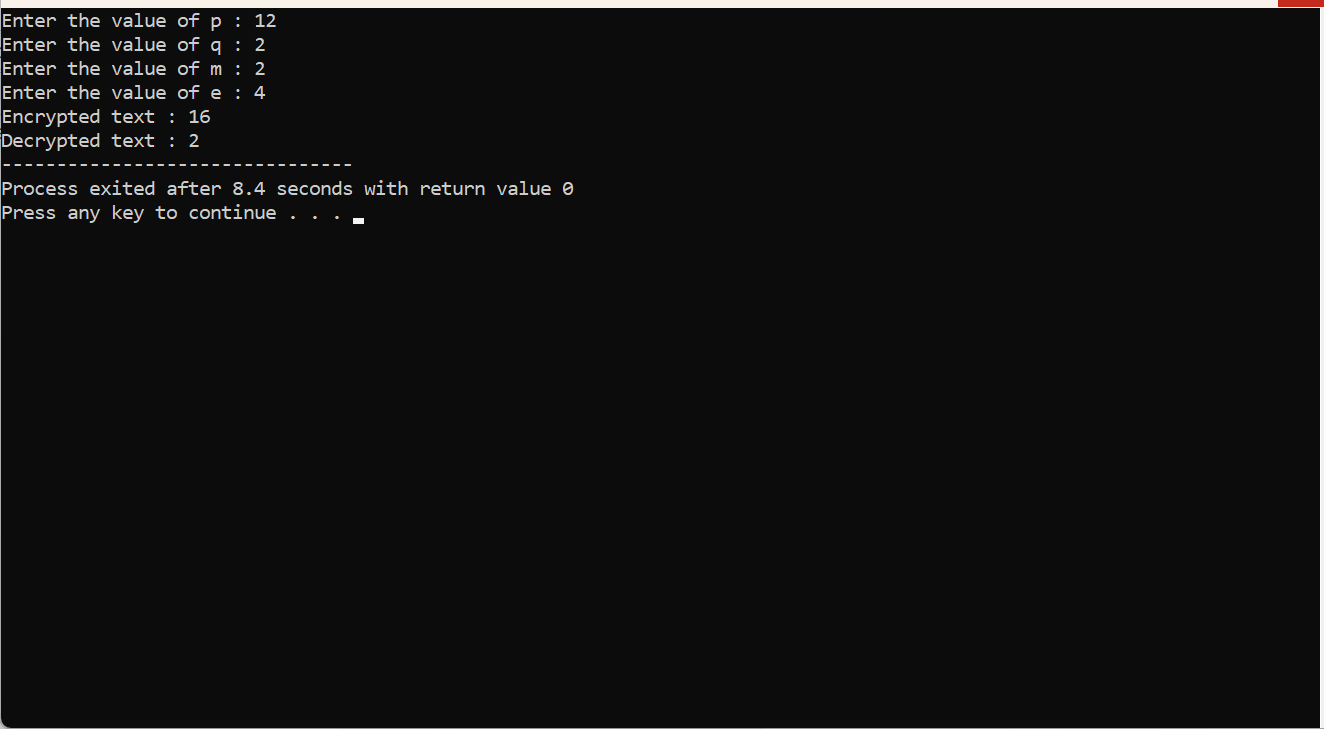 Enter the value of p : 12
Enter the value of q : 2
Enter the value of m : 2
Enter the value of e : 4
Encrypted text : 16
Decrypted text : 2
--------------------------------
Process exited after 8.4 seconds with return value 0
Press any key to continue . . .